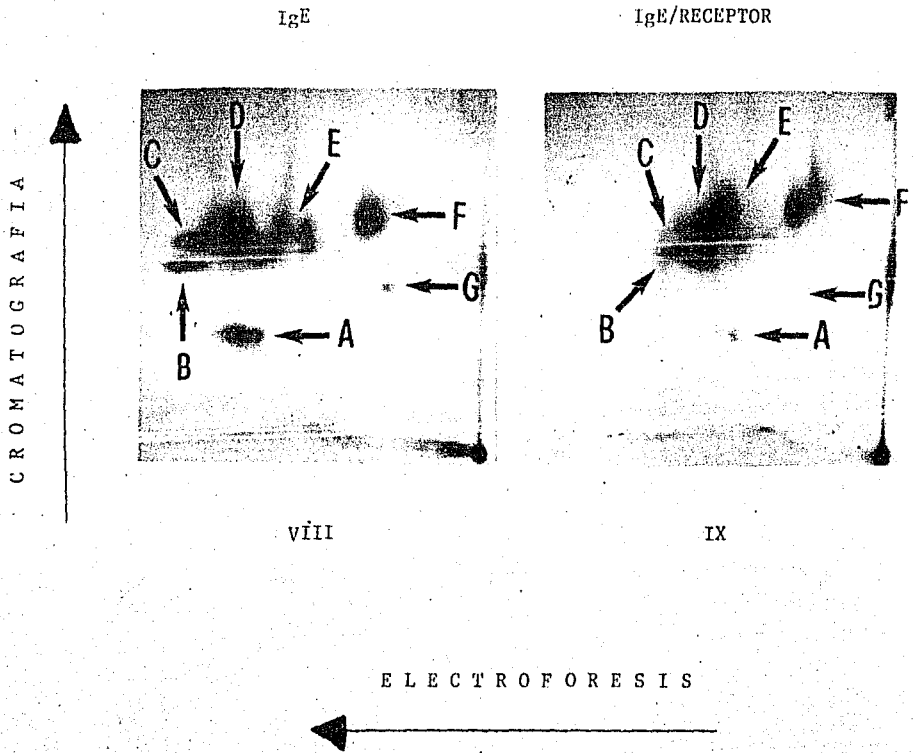 IgE
IgE/RECEPTOR
D
C
E
F
G
A
B
D
E
C
F
G
B
A
CROMATOGRAFIA
VIII
IX
ELECTROFORESIS